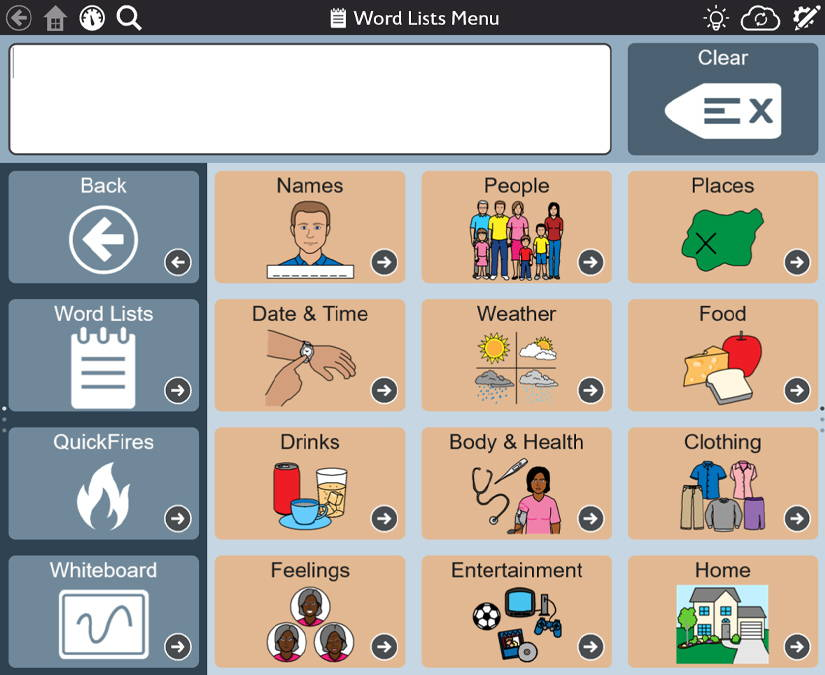 Word Lists Menu
Clear
Back
Names
People
Places
Word Lists
Date & Time
Weather
Food
QuickFires
Drinks
Body & Health
Clothing
Whiteboard
Feelings
Entertainment
Home